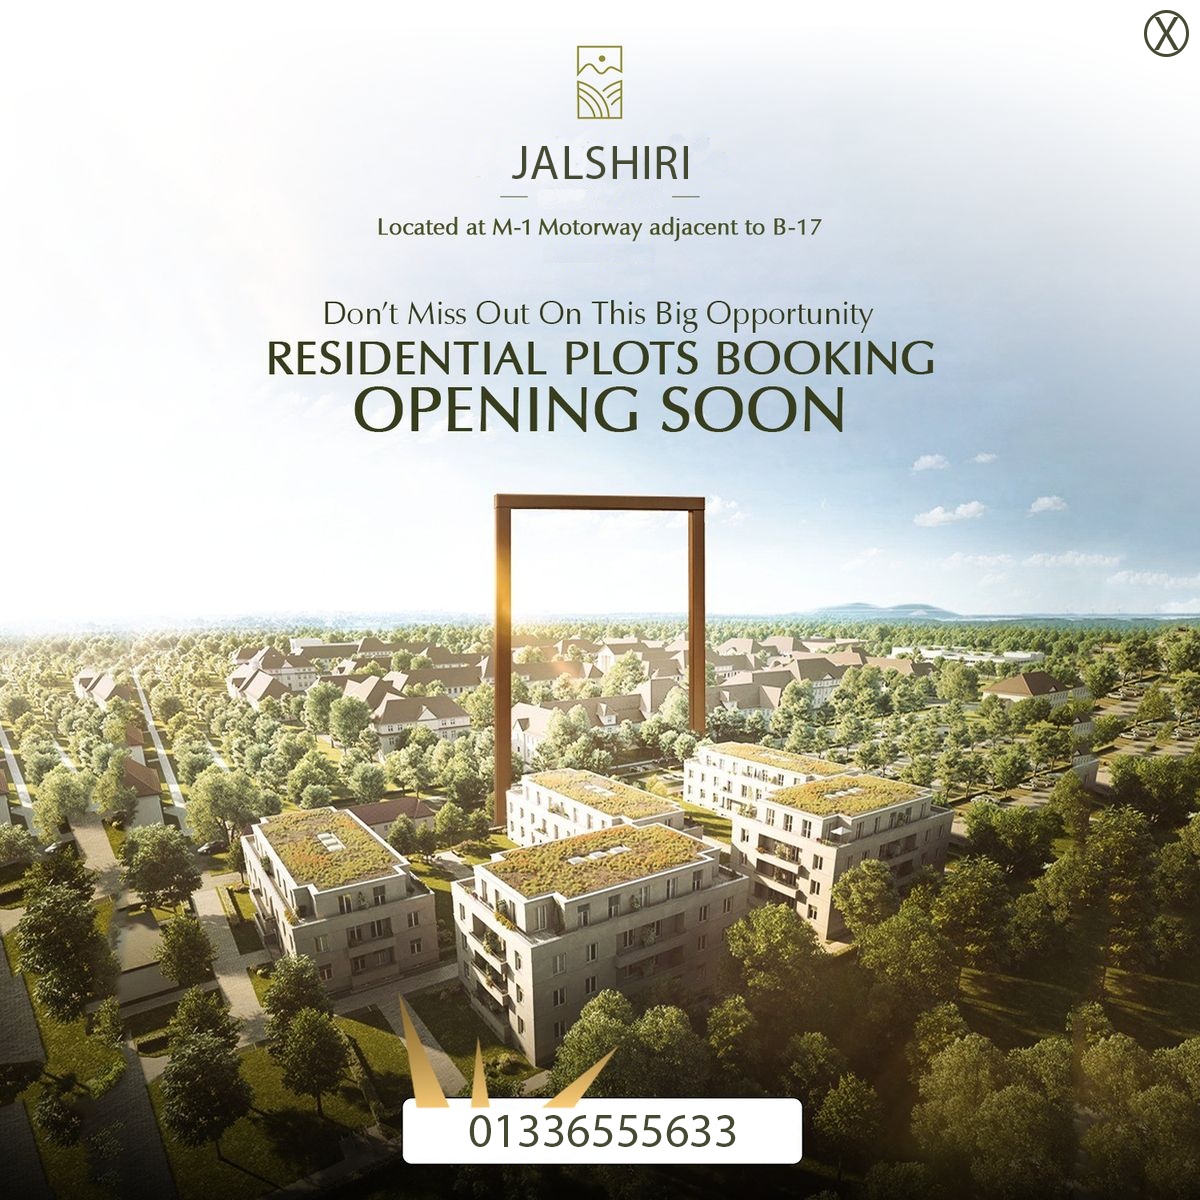 X
JALSHIRI
Located at M-1 Motorway adjacent to B-17
Don't Miss Out On This Big Opportunity
RESIDENTIAL PLOTS BOOKING
OPENING SOON
01336555633